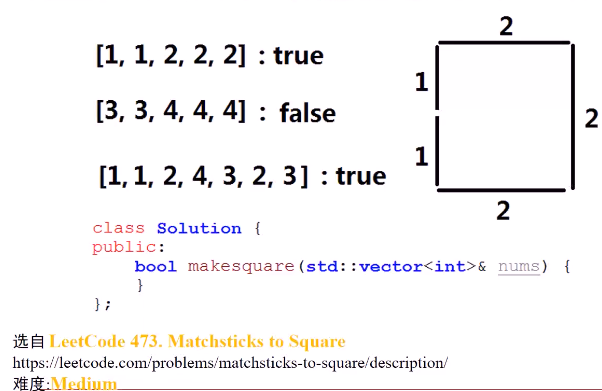 [1, 1, 2, 2, 2] : true
[3, 3, 4, 4, 4] : false
[1, 1, 2, 4, 3, 2, 3] : true
2
1
2
1
2
class Solution {
public:
    bool makesquare(std::vector<int>& nums) {
    }
};
选自 LeetCode 473. Matchsticks to Square
https://leetcode.com/problems/matchsticks-to-square/description/
难度:Medium